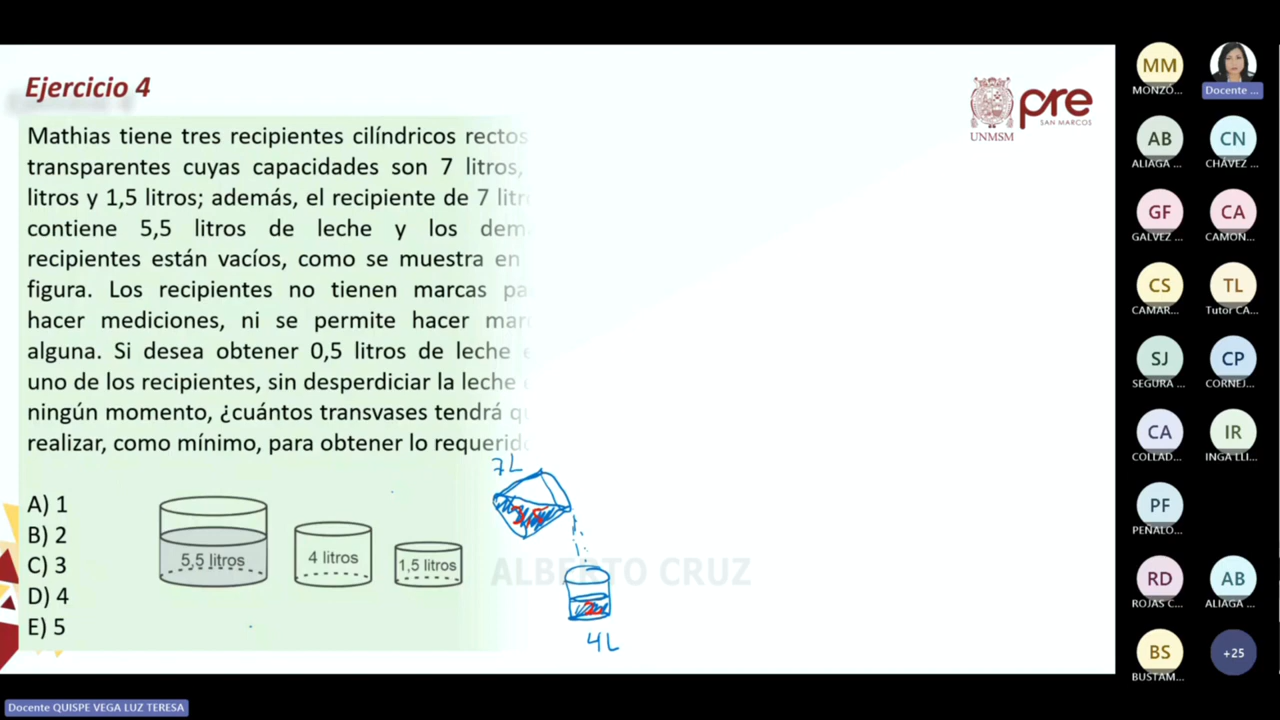 Ejercicio 4
UNMSM
pre
SAN MARCOS
Mathias tiene tres recipientes cilíndricos rectos
transparentes cuyas capacidades son 7 litros,
litros y 1,5 litros; además, el recipiente de 7 litr
contiene 5,5 litros de leche y los dem
recipientes están vacíos, como se muestra en
figura. Los recipientes no tienen marcas pa
hacer mediciones, ni se permite hacer mar
alguna. Si desea obtener 0,5 litros de leche e
uno de los recipientes, sin desperdiciar la leche
ningún momento, ¿cuántos transvases tendrá qu
realizar, como mínimo, para obtener lo requerid
A) 1
B) 2
C) 3
D) 4
E) 5
5,5 litros
4 litros
1,5 litros
7L
4L
ALBERTO CRUZ
MM
MONZÓ...
Docente ...
AB
ALIAGA ...
CN
CHÁVEZ ...
GF
GALVEZ ...
CA
CAMON...
CS
CAMAR...
TL
Tutor CA...
SJ
SEGURA ...
CP
CORNEJ...
CA
COLLAD...
IR
INGA LLI...
PF
PEÑALO...
RD
ROJAS C...
AB
ALIAGA ...
BS
BUSTAM...
+25
Docente QUISPE VEGA LUZ TERESA